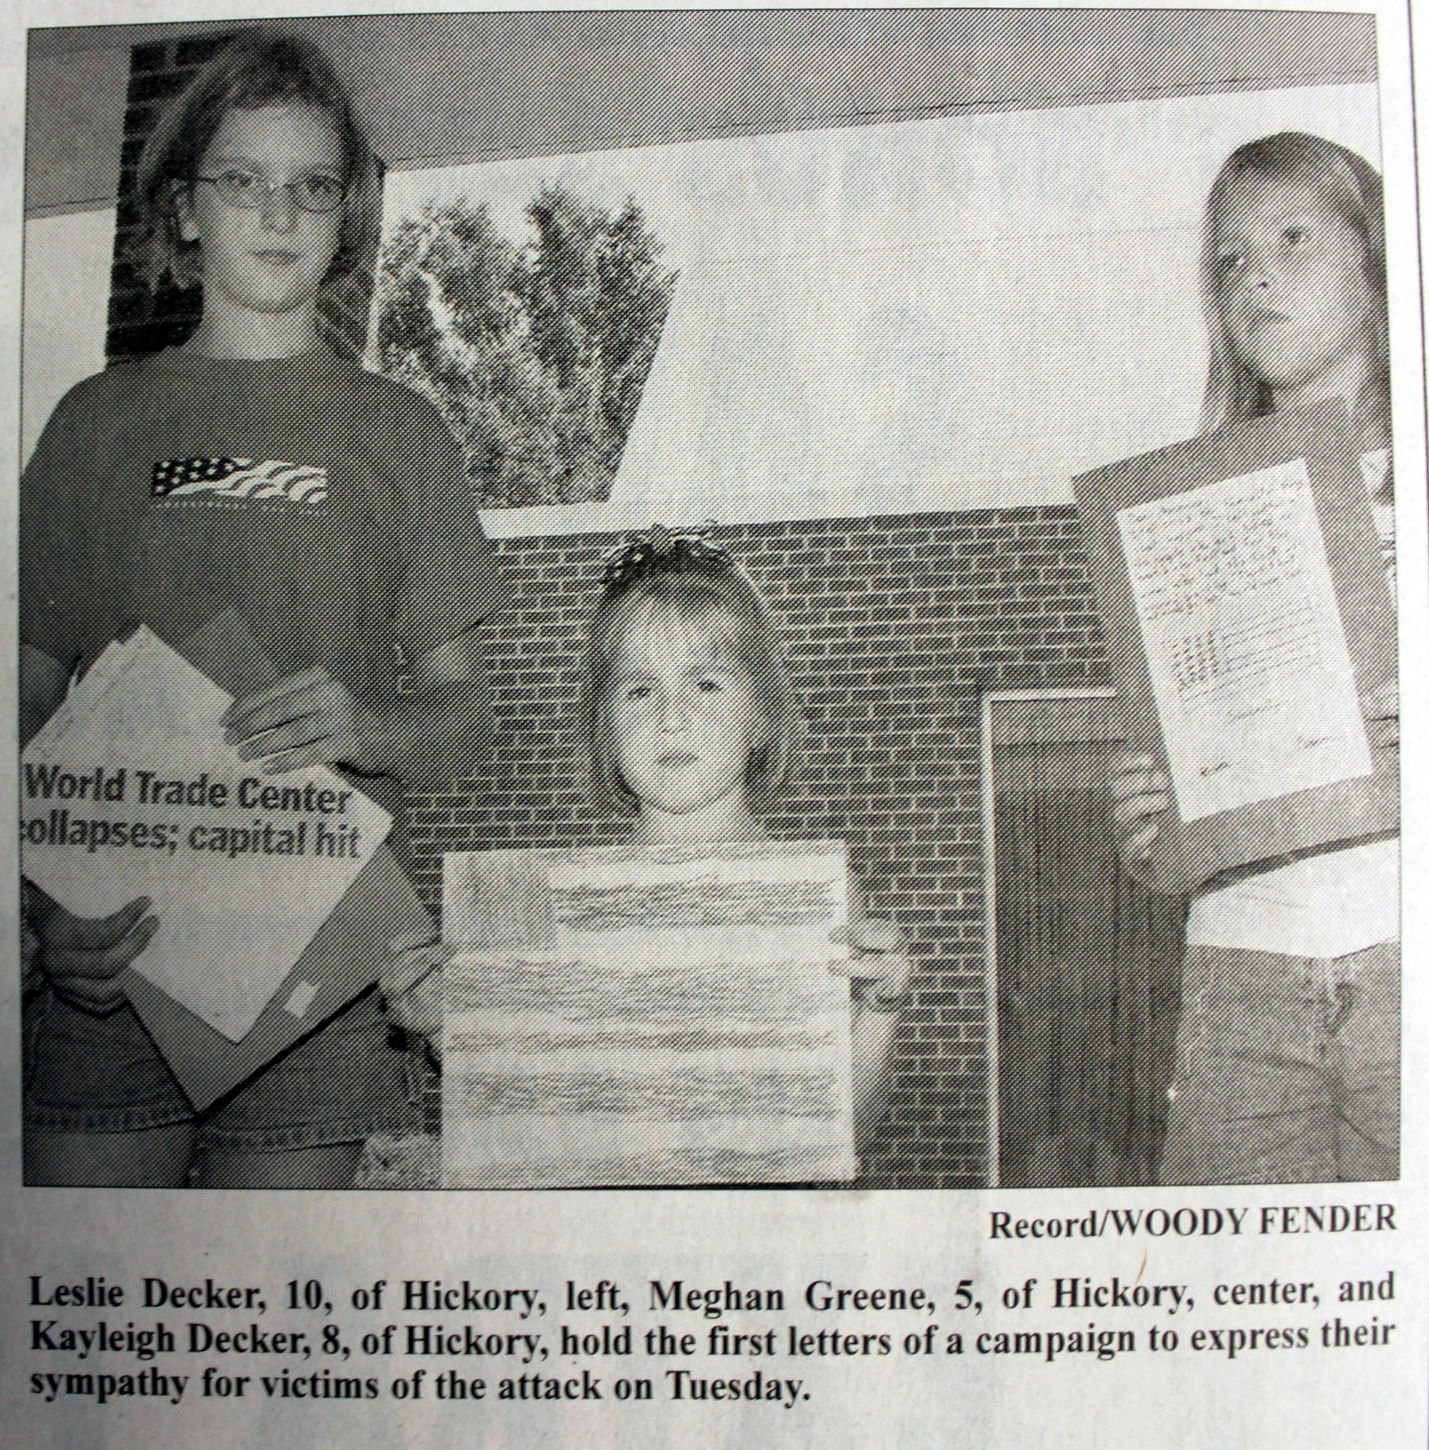 World Trade Center
collapses; capital hit
Record/WOODY FENDER
Leslie Decker, 10, of Hickory, left, Meghan Greene, 5, of Hickory, center, and
Kayleigh Decker, 8, of Hickory, hold the first letters of a campaign to express their
sympathy for victims of the attack on Tuesday.